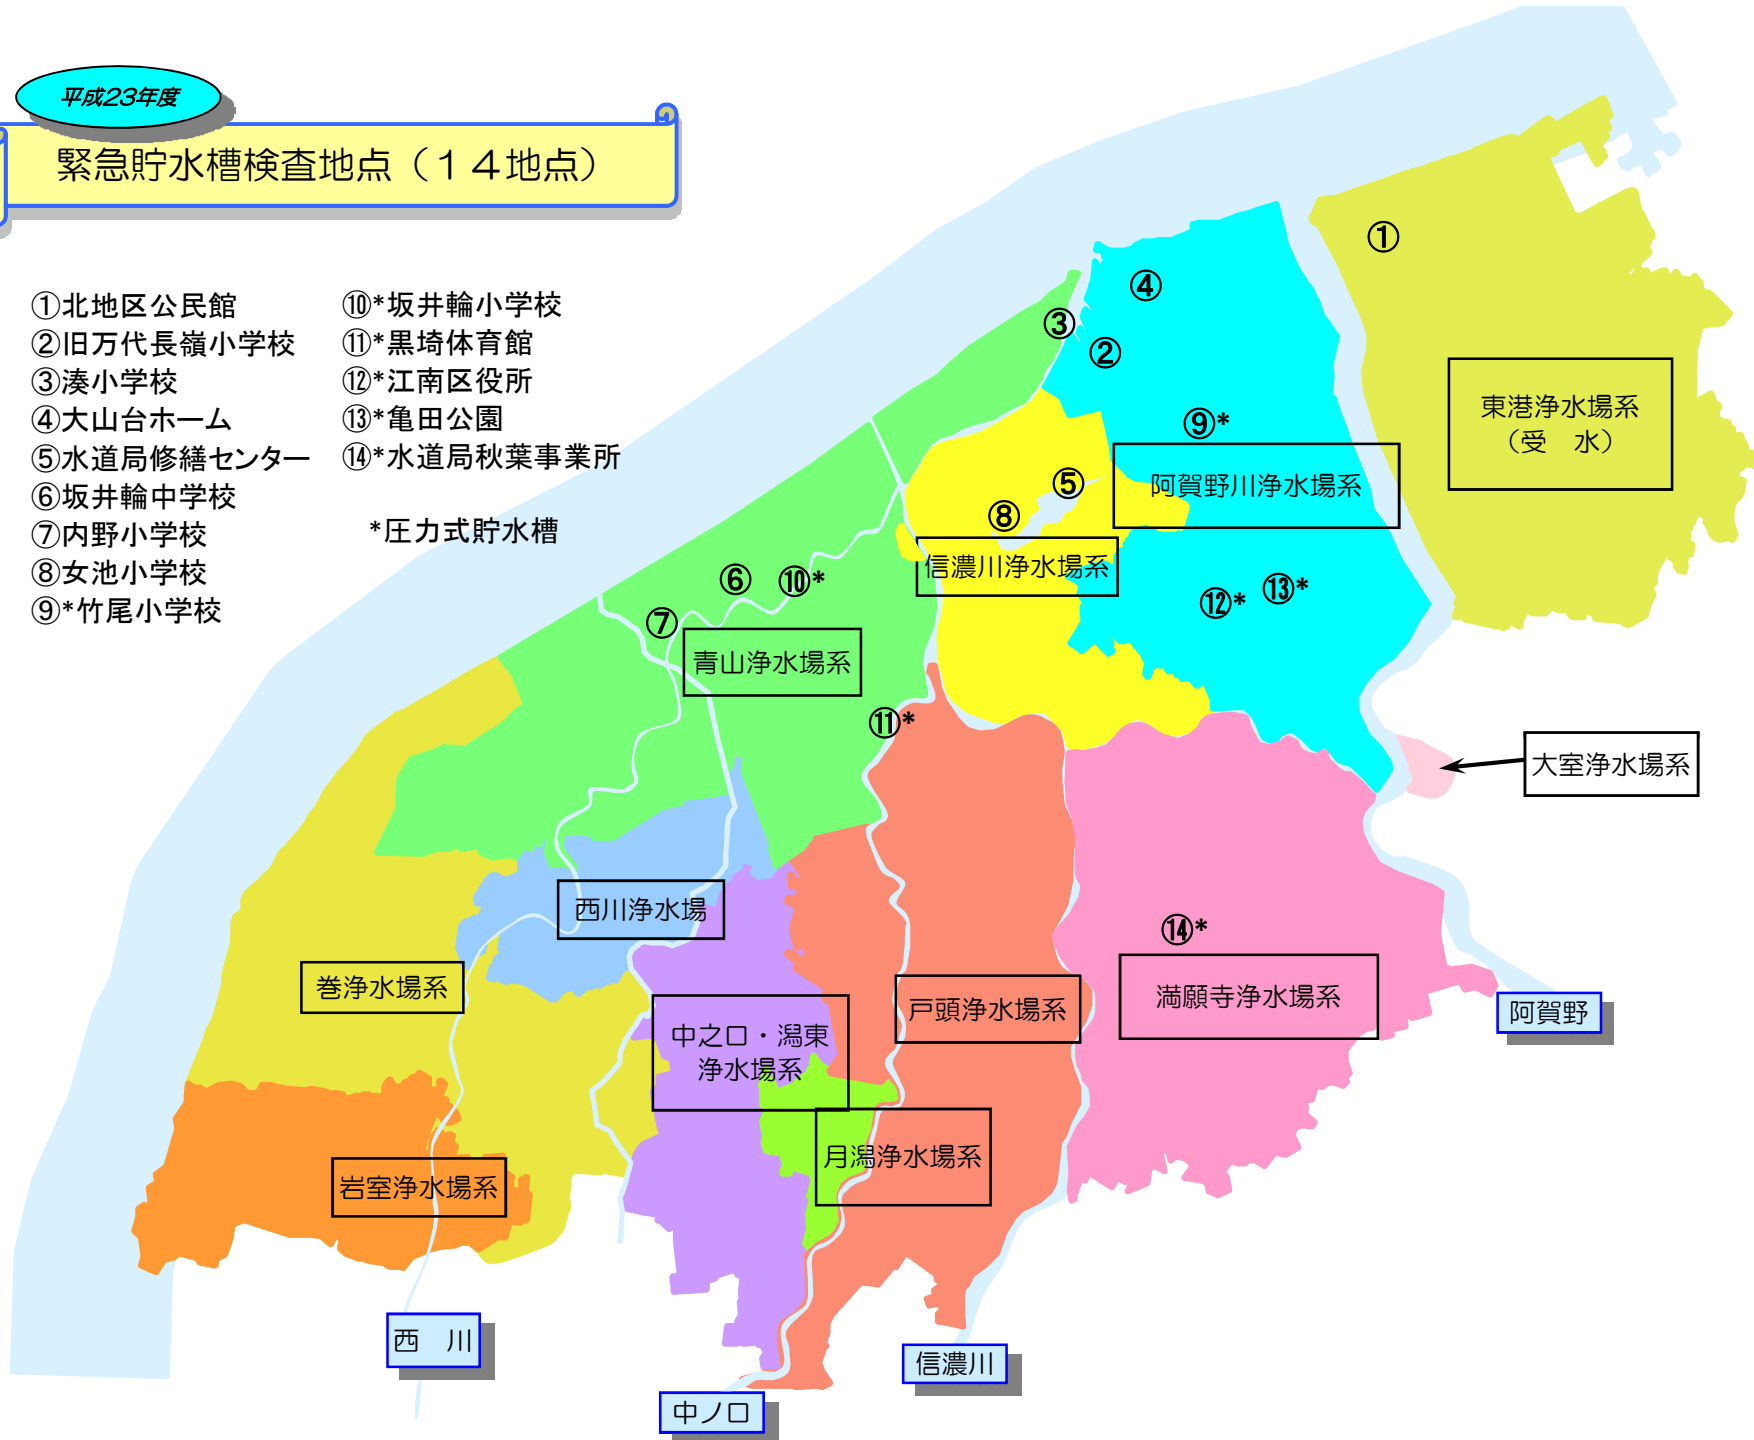 平成23年度
緊急貯水槽検査地点（１４地点）
①北地区公民館
②旧万代長嶺小学校
③湊小学校
④大山台ホーム
⑤水道局修繕センター
⑥坂井輪中学校
⑦内野小学校
⑧女池小学校
⑨*竹尾小学校
⑩*坂井輪小学校
⑪*黒埼体育館
⑫*江南区役所
⑬*亀田公園
⑭*水道局秋葉事業所
*圧力式貯水槽
①
④
③
②
⑨*
東港浄水場系
（受　水）
阿賀野川浄水場系
⑤
⑧
信濃川浄水場系
⑥
⑩*
⑫*
⑬*
⑦
青山浄水場系
⑪*
大室浄水場系
西川浄水場
⑭*
巻浄水場系
戸頭浄水場系
満願寺浄水場系
阿賀野
中之口・潟東
浄水場系
月潟浄水場系
岩室浄水場系
西　川
信濃川
中ノ口